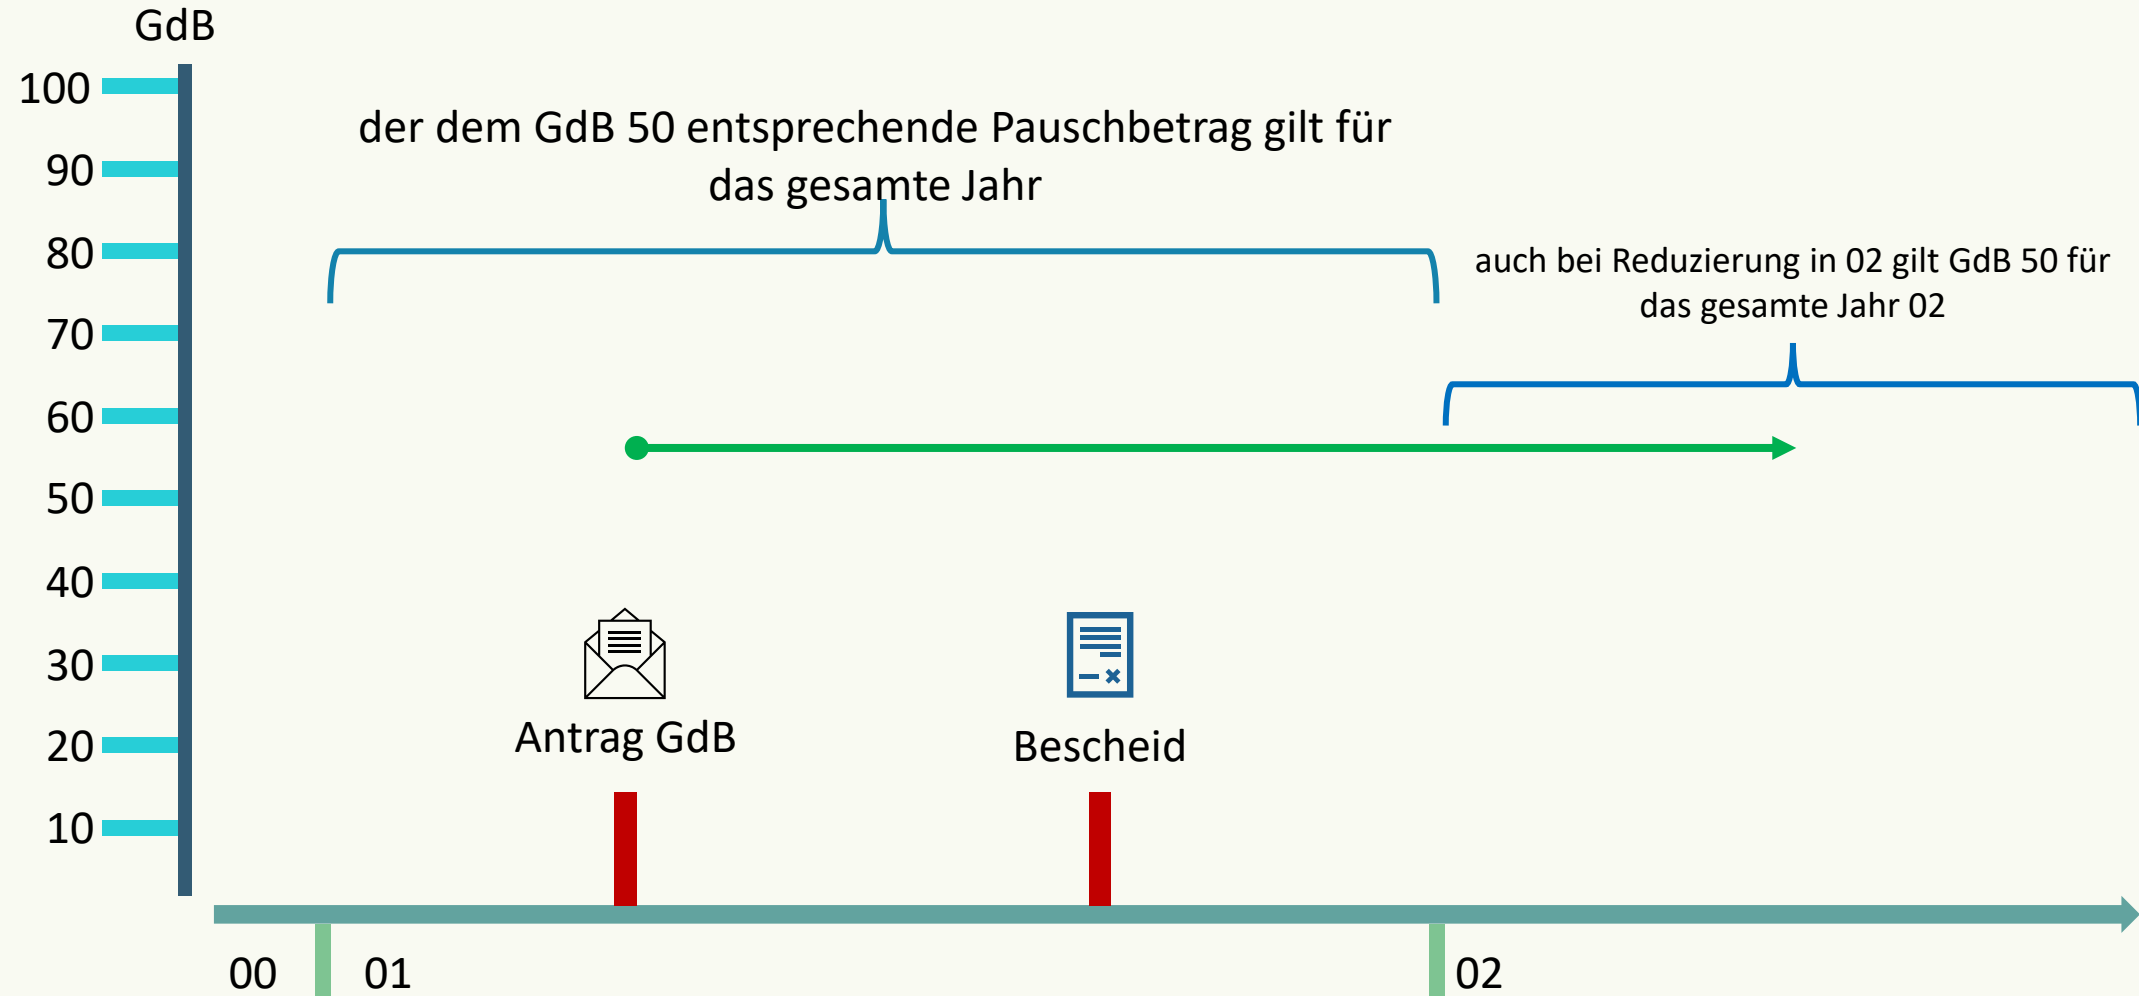 GdB
100
90
80
70
60
50
40
30
20
10
der dem GdB 50 entsprechende Pauschbetrag gilt für
das gesamte Jahr
auch bei Reduzierung in 02 gilt GdB 50 für
das gesamte Jahr 02
Antrag GdB
Bescheid
00
01
02